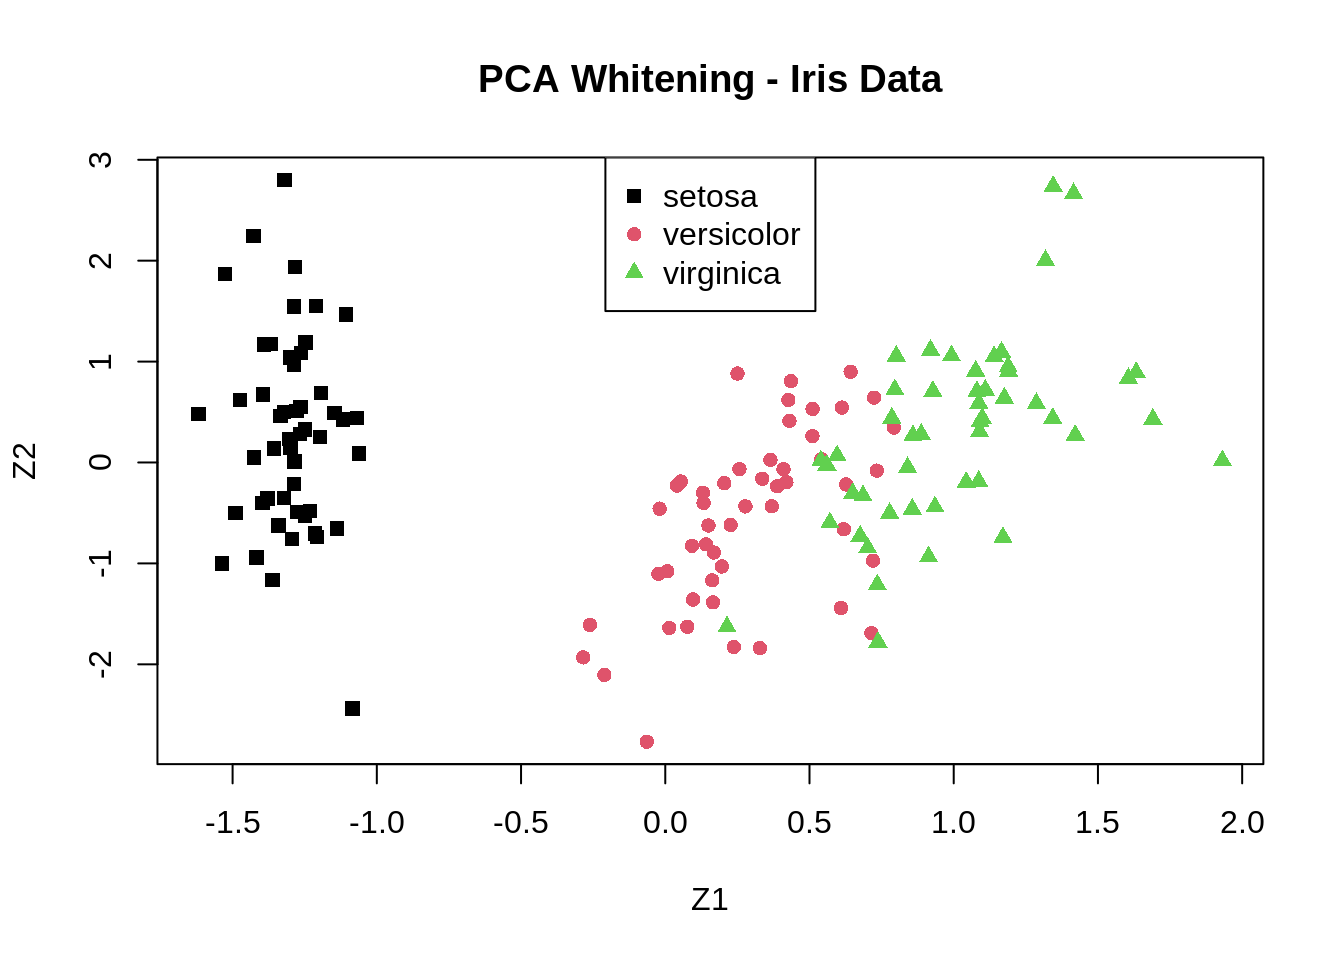 PCA Whitening - Iris Data
setosa
versicolor
virginica
Z2
3
2
1
0
-1
-2
-1.5 -1.0 -0.5 0.0 0.5 1.0 1.5 2.0
Z1